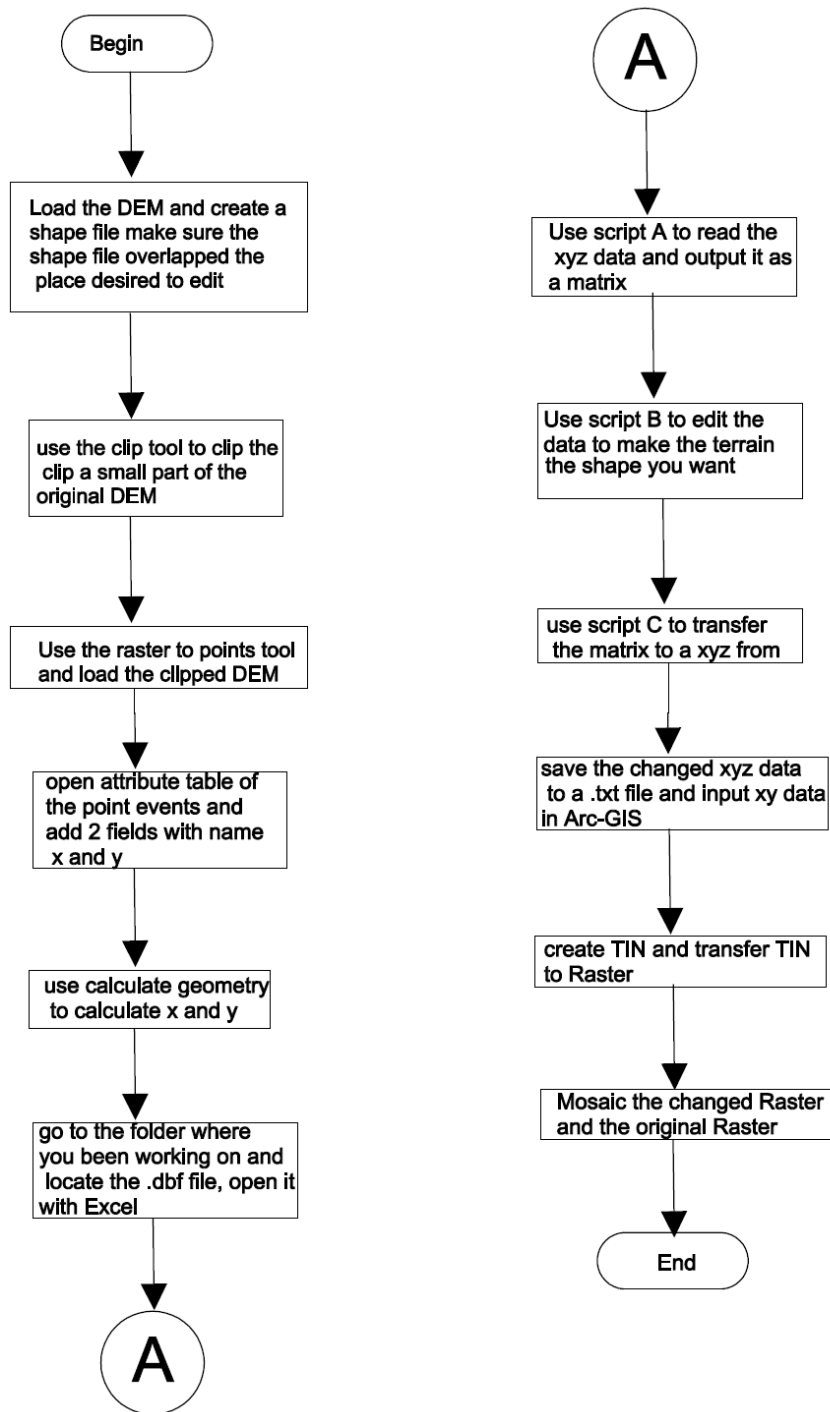 Begin
Load the DEM and create a
shape file make sure the
shape file overlapped the
place desired to edit
use the clip tool to clip the
clip a small part of the
original DEM
Use the raster to points tool
and load the clipped DEM
open attribute table of
the point events and
add 2 fields with name
x and y
use calculate geometry
to calculate x and y
go to the folder where
you been working on and
locate the .dbf file, open it
with Excel
A
A
Use script A to read the
xyz data and output it as
a matrix
Use script B to edit the
data to make the terrain
the shape you want
use script C to transfer
the matrix to a xyz from
save the changed xyz data
to a .txt file and input xy data
in Arc-GIS
create TIN and transfer TIN
to Raster
Mosaic the changed Raster
and the original Raster
End